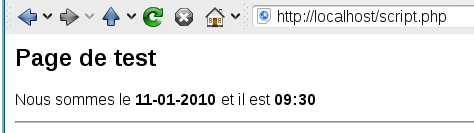 http://localhost/script.php
Page de test
Nous sommes le 11-01-2010 et il est 09:30